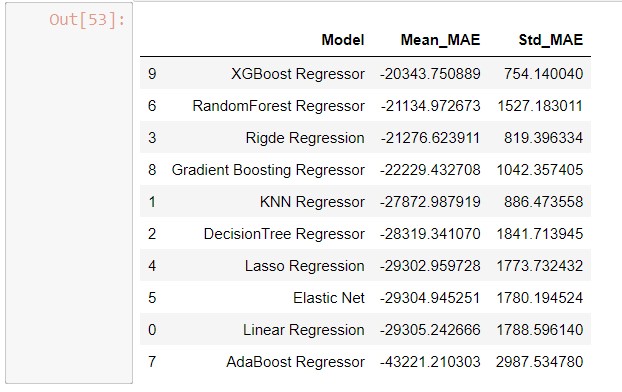 Out[53]:
Model Mean_MAE Std_MAE
9 XGBoost Regressor -20343.750889 754.140040
6 RandomForest Regressor -21134.972673 1527.183011
3 Rigde Regression -21276.623911 819.396334
8 Gradient Boosting Regressor -22229.432708 1042.357405
1 KNN Regressor -27872.987919 886.473558
2 DecisionTree Regressor -28319.341070 1841.713945
4 Lasso Regression -29302.959728 1773.732432
5 Elastic Net -29304.945251 1780.194524
0 Linear Regression -29305.242666 1788.596140
7 AdaBoost Regressor -43221.210303 2987.534780